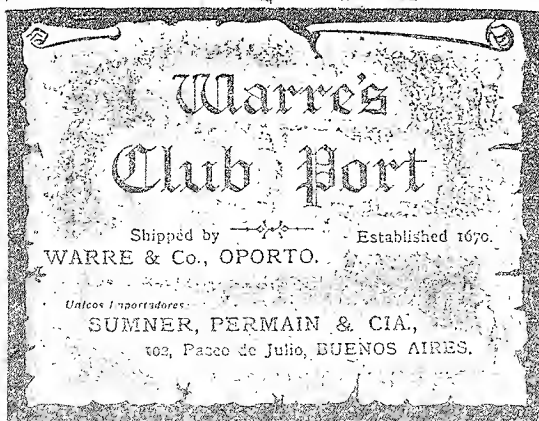 Warre's
Club Port
Shipped by Established 1670.
WARRE & Co., OPORTO.
Unicos Importadores:
SUMNER, PERMAIN & CIA.,
102, Paseo de Julio, BUENOS AIRES.